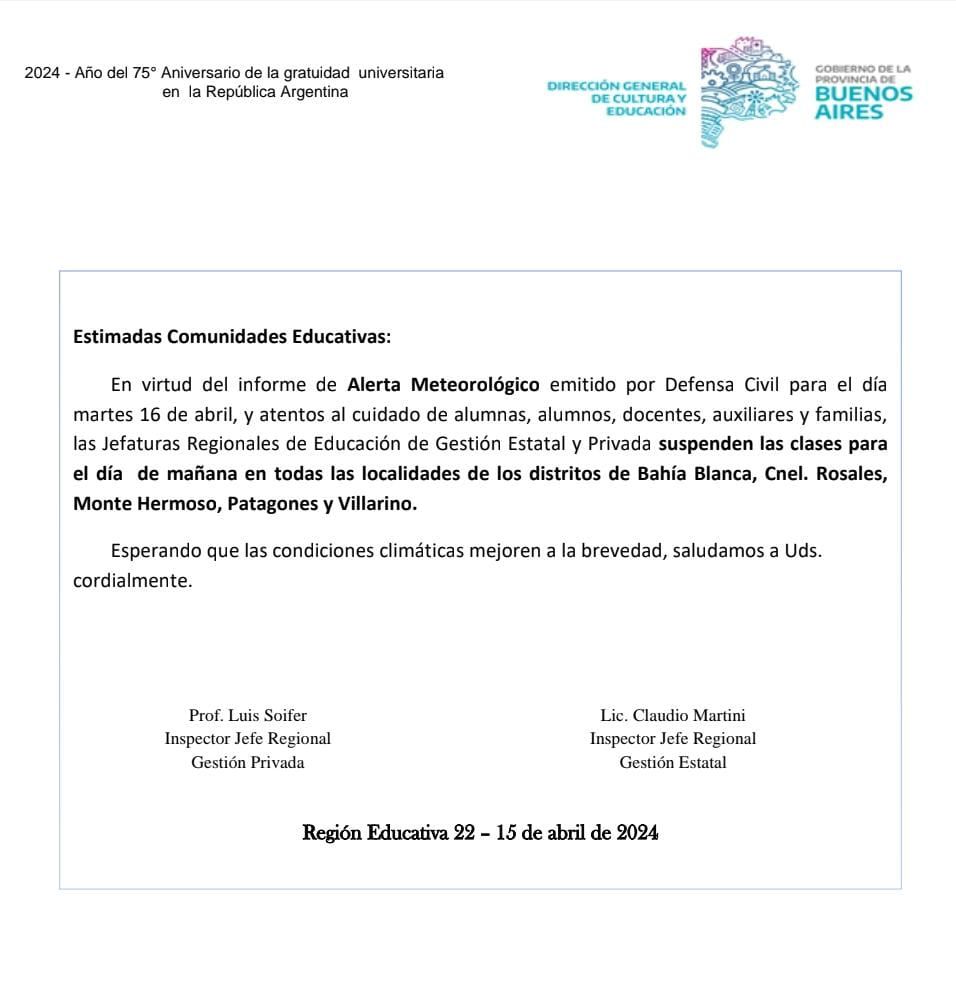 2024 - Año del 75° Aniversario de la gratuidad universitaria
en la República Argentina
DIRECCIÓN GENERAL
DE CULTURA Y
EDUCACIÓN
GOBIERNO DE LA
PROVINCIA DE
BUENOS
AIRES
Estimadas Comunidades Educativas:
En virtud del informe de Alerta Meteorológico emitido por Defensa Civil para el día
martes 16 de abril, y atentos al cuidado de alumnas, alumnos, docentes, auxiliares y familias,
las Jefaturas Regionales de Educación de Gestión Estatal y Privada suspenden las clases para
el día de mañana en todas las localidades de los distritos de Bahía Blanca, Cnel. Rosales,
Monte Hermoso, Patagones y Villarino.
Esperando que las condiciones climáticas mejoren a la brevedad, saludamos a Uds.
cordialmente.
Prof. Luis Soifer
Inspector Jefe Regional
Gestión Privada
Lic. Claudio Martini
Inspector Jefe Regional
Gestión Estatal
Región Educativa 22 – 15 de abril de 2024